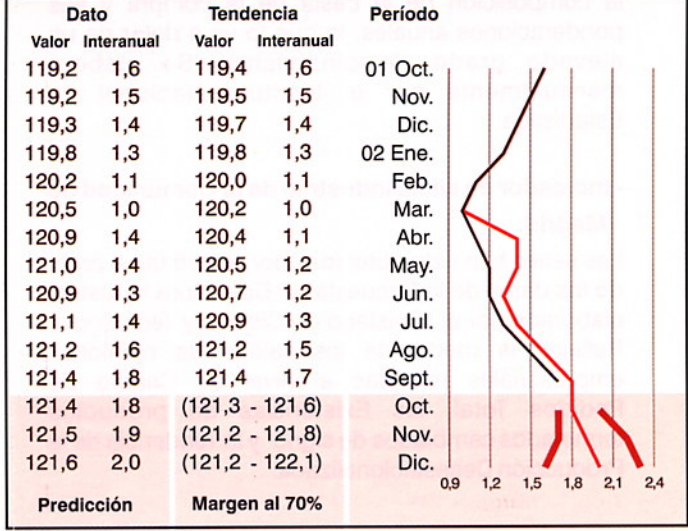 Dato Tendencia Período
Valor Interanual Valor Interanual
119,2 1,6 119,4 1,6 01 Oct.
119,2 1,5 119,5 1,5 Nov.
119,3 1,4 119,7 1,4 Dic.
119,8 1,3 119,8 1,3 02 Ene.
120,2 1.1 120,0 1,1 Feb.
120,5 1,0 120,2 1,0 Mar.
120,9 1,4 120,4 1,1 Abr.
121,0 1,4 120,5 1,2 May.
120,9 1,3 120,7 1,2 Jun.
121,1 1,4 120,9 1,3 Jul.
121,2 1,6 121,2 1,5 Ago.
121,4 1,8 121,4 1,7 Sept.
121,4 1,8 (121,3 - 121,6) Oct.
121,5 1,9 (121,2 - 121,8) Nov.
121,6 2,0 (121,2 - 122,1) Dic.
0,9 1,2 1,5 1,8 2,1 2,4
Predicción Margen al 70%